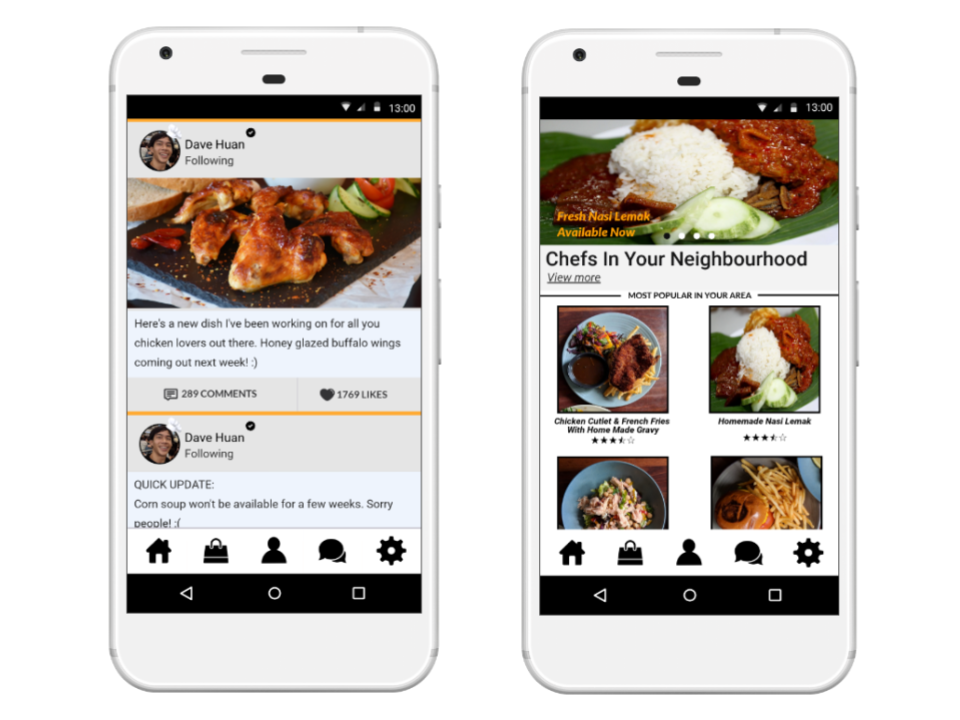 13:00
Dave Huan
Following
Here's a new dish I've been working on for all you
chicken lovers out there. Honey glazed buffalo wings
coming out next week! :)
289 COMMENTS
1769 LIKES
Dave Huan
Following
QUICK UPDATE:
Corn soup won't be available for a few weeks. Sorry
people! :(
13:00
Fresh Nasi Lemak
Available Now
Chefs In Your Neighbourhood
View more
MOST POPULAR IN YOUR AREA
Chicken Cutlet & French Fries
With Home Made Gravy
Homemade Nasi Lemak